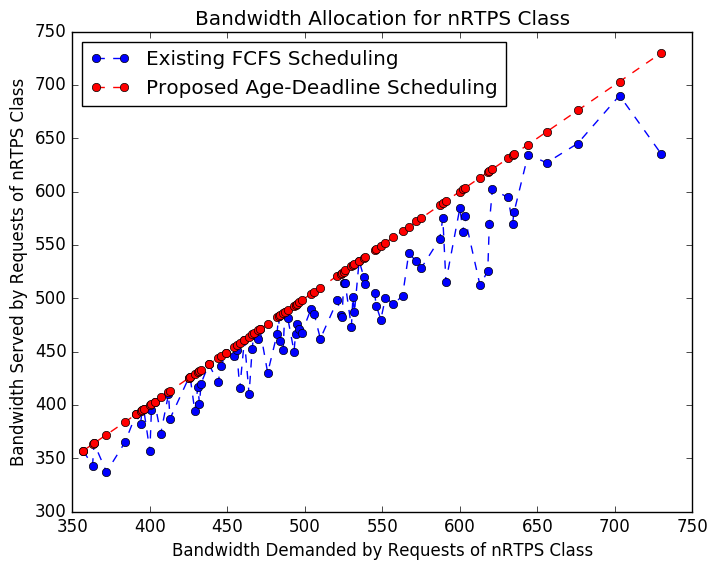 Bandwidth Allocation for nRTPS Class
Existing FCFS Scheduling
Proposed Age-Deadline Scheduling
Bandwidth Served by Requests of nRTPS Class
750
700
650
600
550
500
450
400
350
300
350 400 450 500 550 600 650 700 750
Bandwidth Demanded by Requests of nRTPS Class